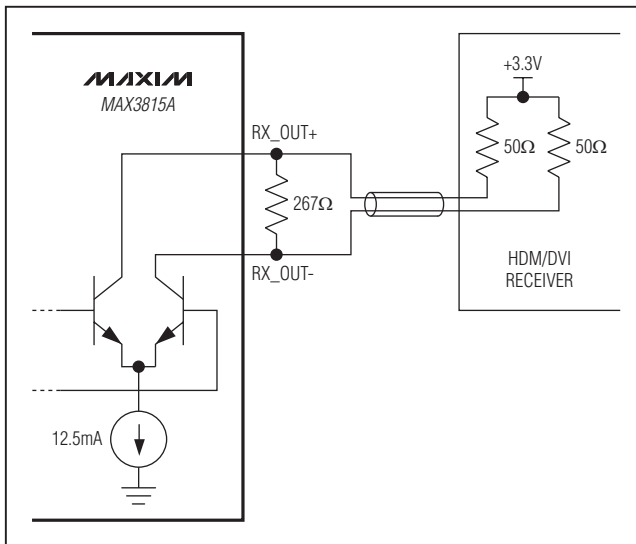 MAXIM
MAX3815A
+3.3V
RX_OUT+
50Ω
50Ω
267Ω
RX_OUT-
HDM/DVI
RECEIVER
12.5mA